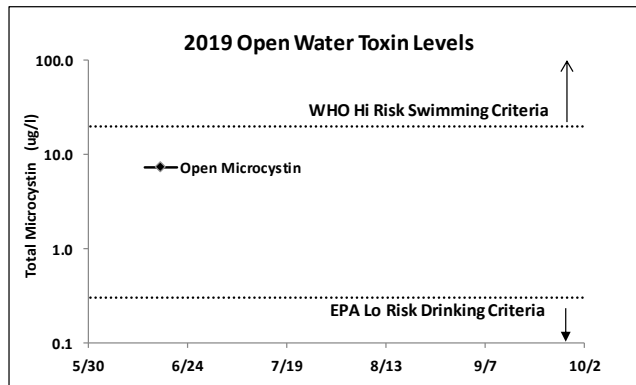 2019 Open Water Toxin Levels
100.0
WHO Hi Risk Swimming Criteria
10.0
Open Microcystin
Total Microcystin (ug/l)
1.0
EPA Lo Risk Drinking Criteria
0.1
5/30 6/24 7/19 8/13 9/7 10/2